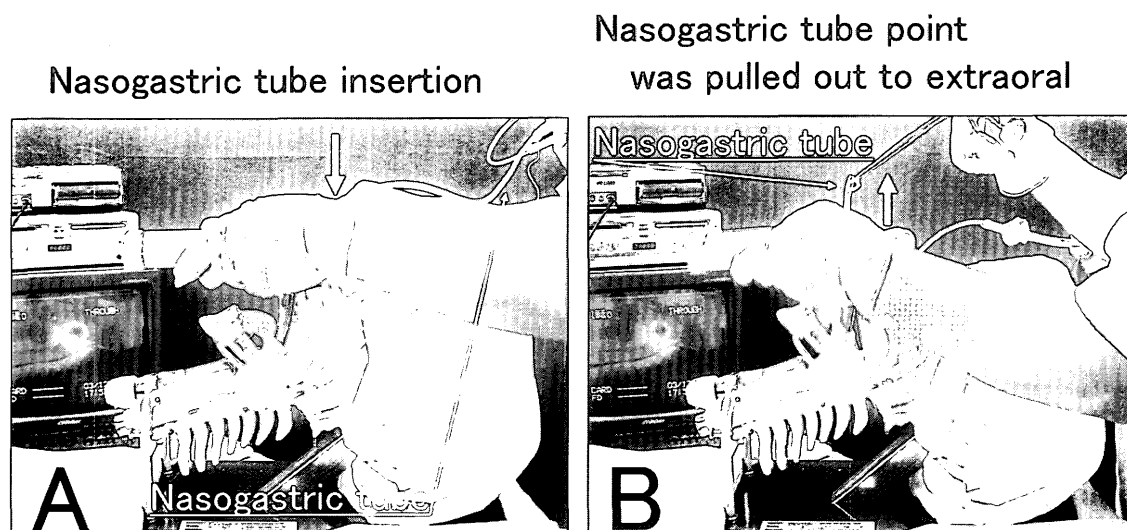 Nasogastric tube insertion
Nasogastric tube point
was pulled out to extraoral
Nasogastric tube
THROUGH
CARD
A
Nasogastric tube
THROUGH
CARD
FD
B